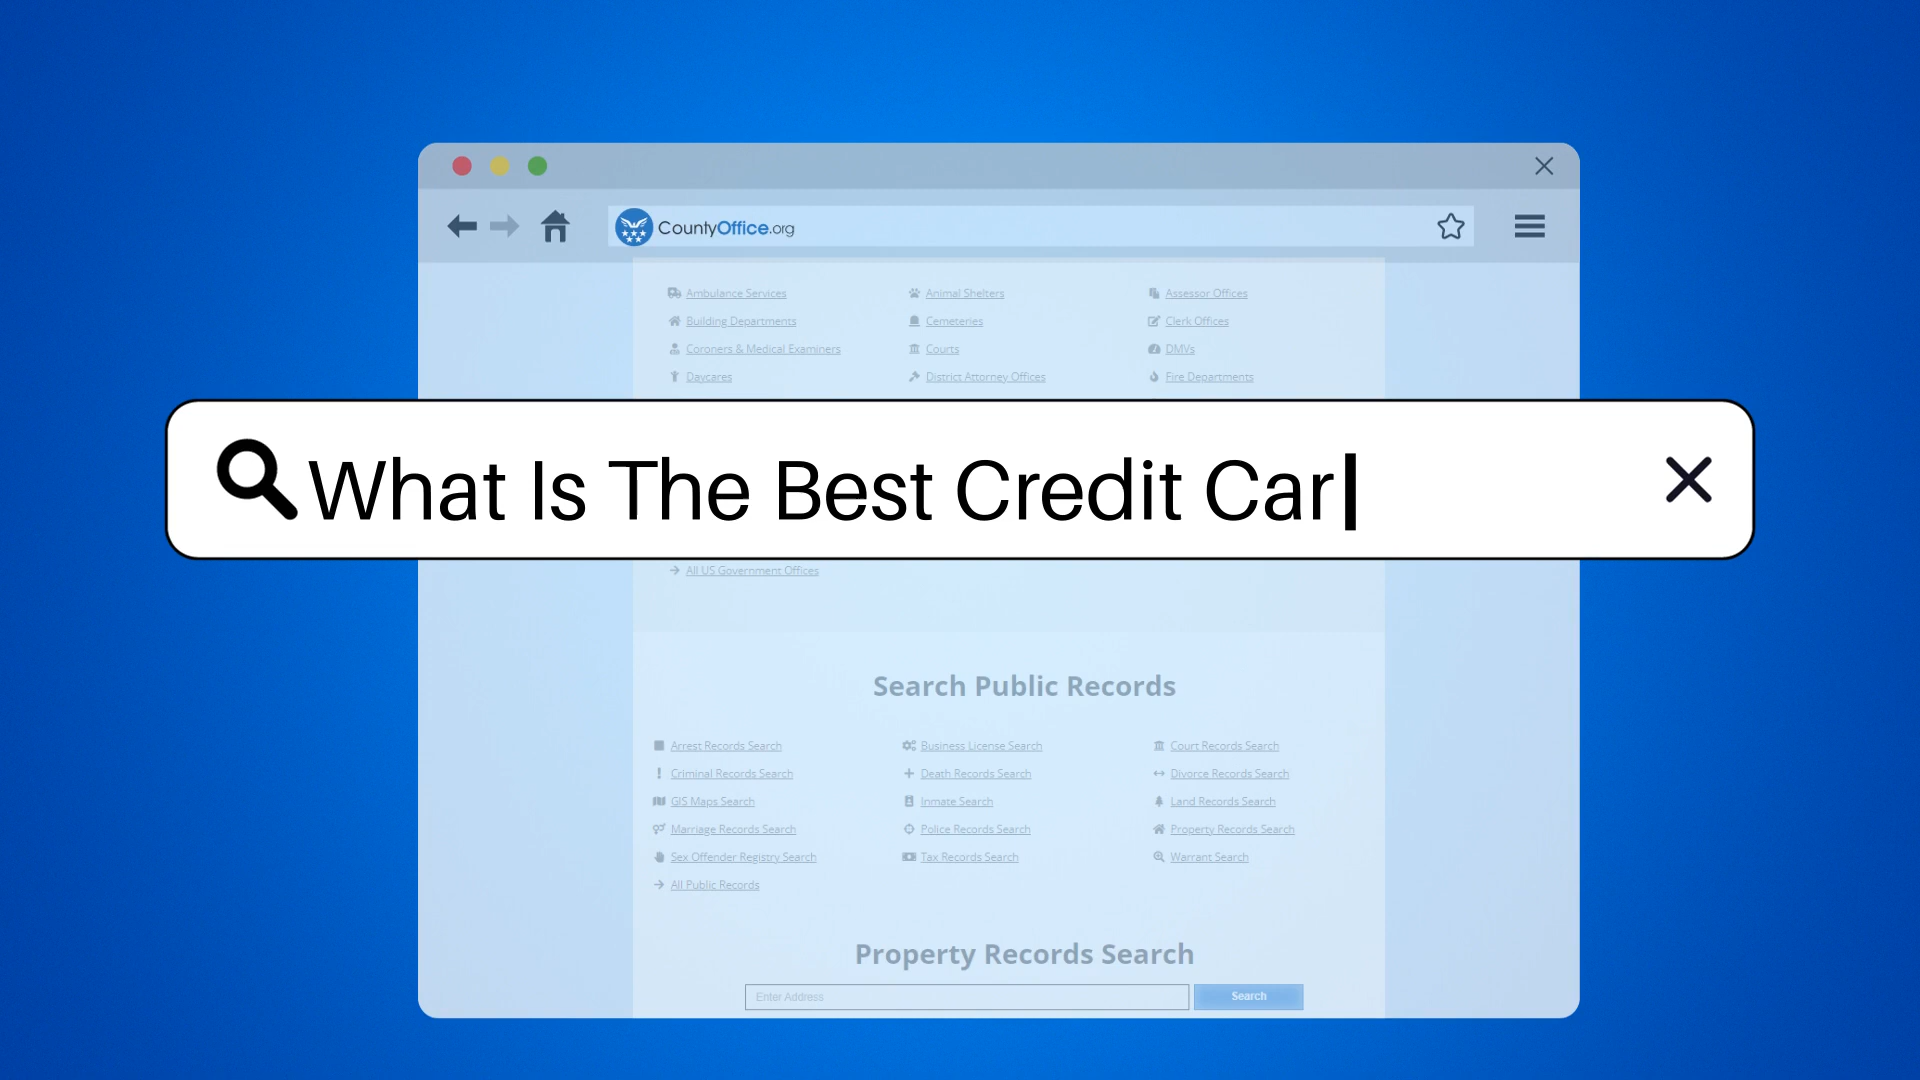 CountyOffice.org
Ambulance Services Animal Shelters Assessor Offices
Building Departments Cemeteries Clerk Offices
Coroners & Medical Examiners Courts DMVs
Daycares District Attorney Offices Fire Departments
What Is The Best Credit Car
All US Government Offices
Search Public Records
Arrest Records Search Business License Search Court Records Search
Criminal Records Search Death Records Search Divorce Records Search
GIS Maps Search Inmate Search Land Records Search
Marriage Records Search Police Records Search Property Records Search
Sex Offender Registry Search Tax Records Search Warrant Search
All Public Records
Property Records Search
Enter Address Search